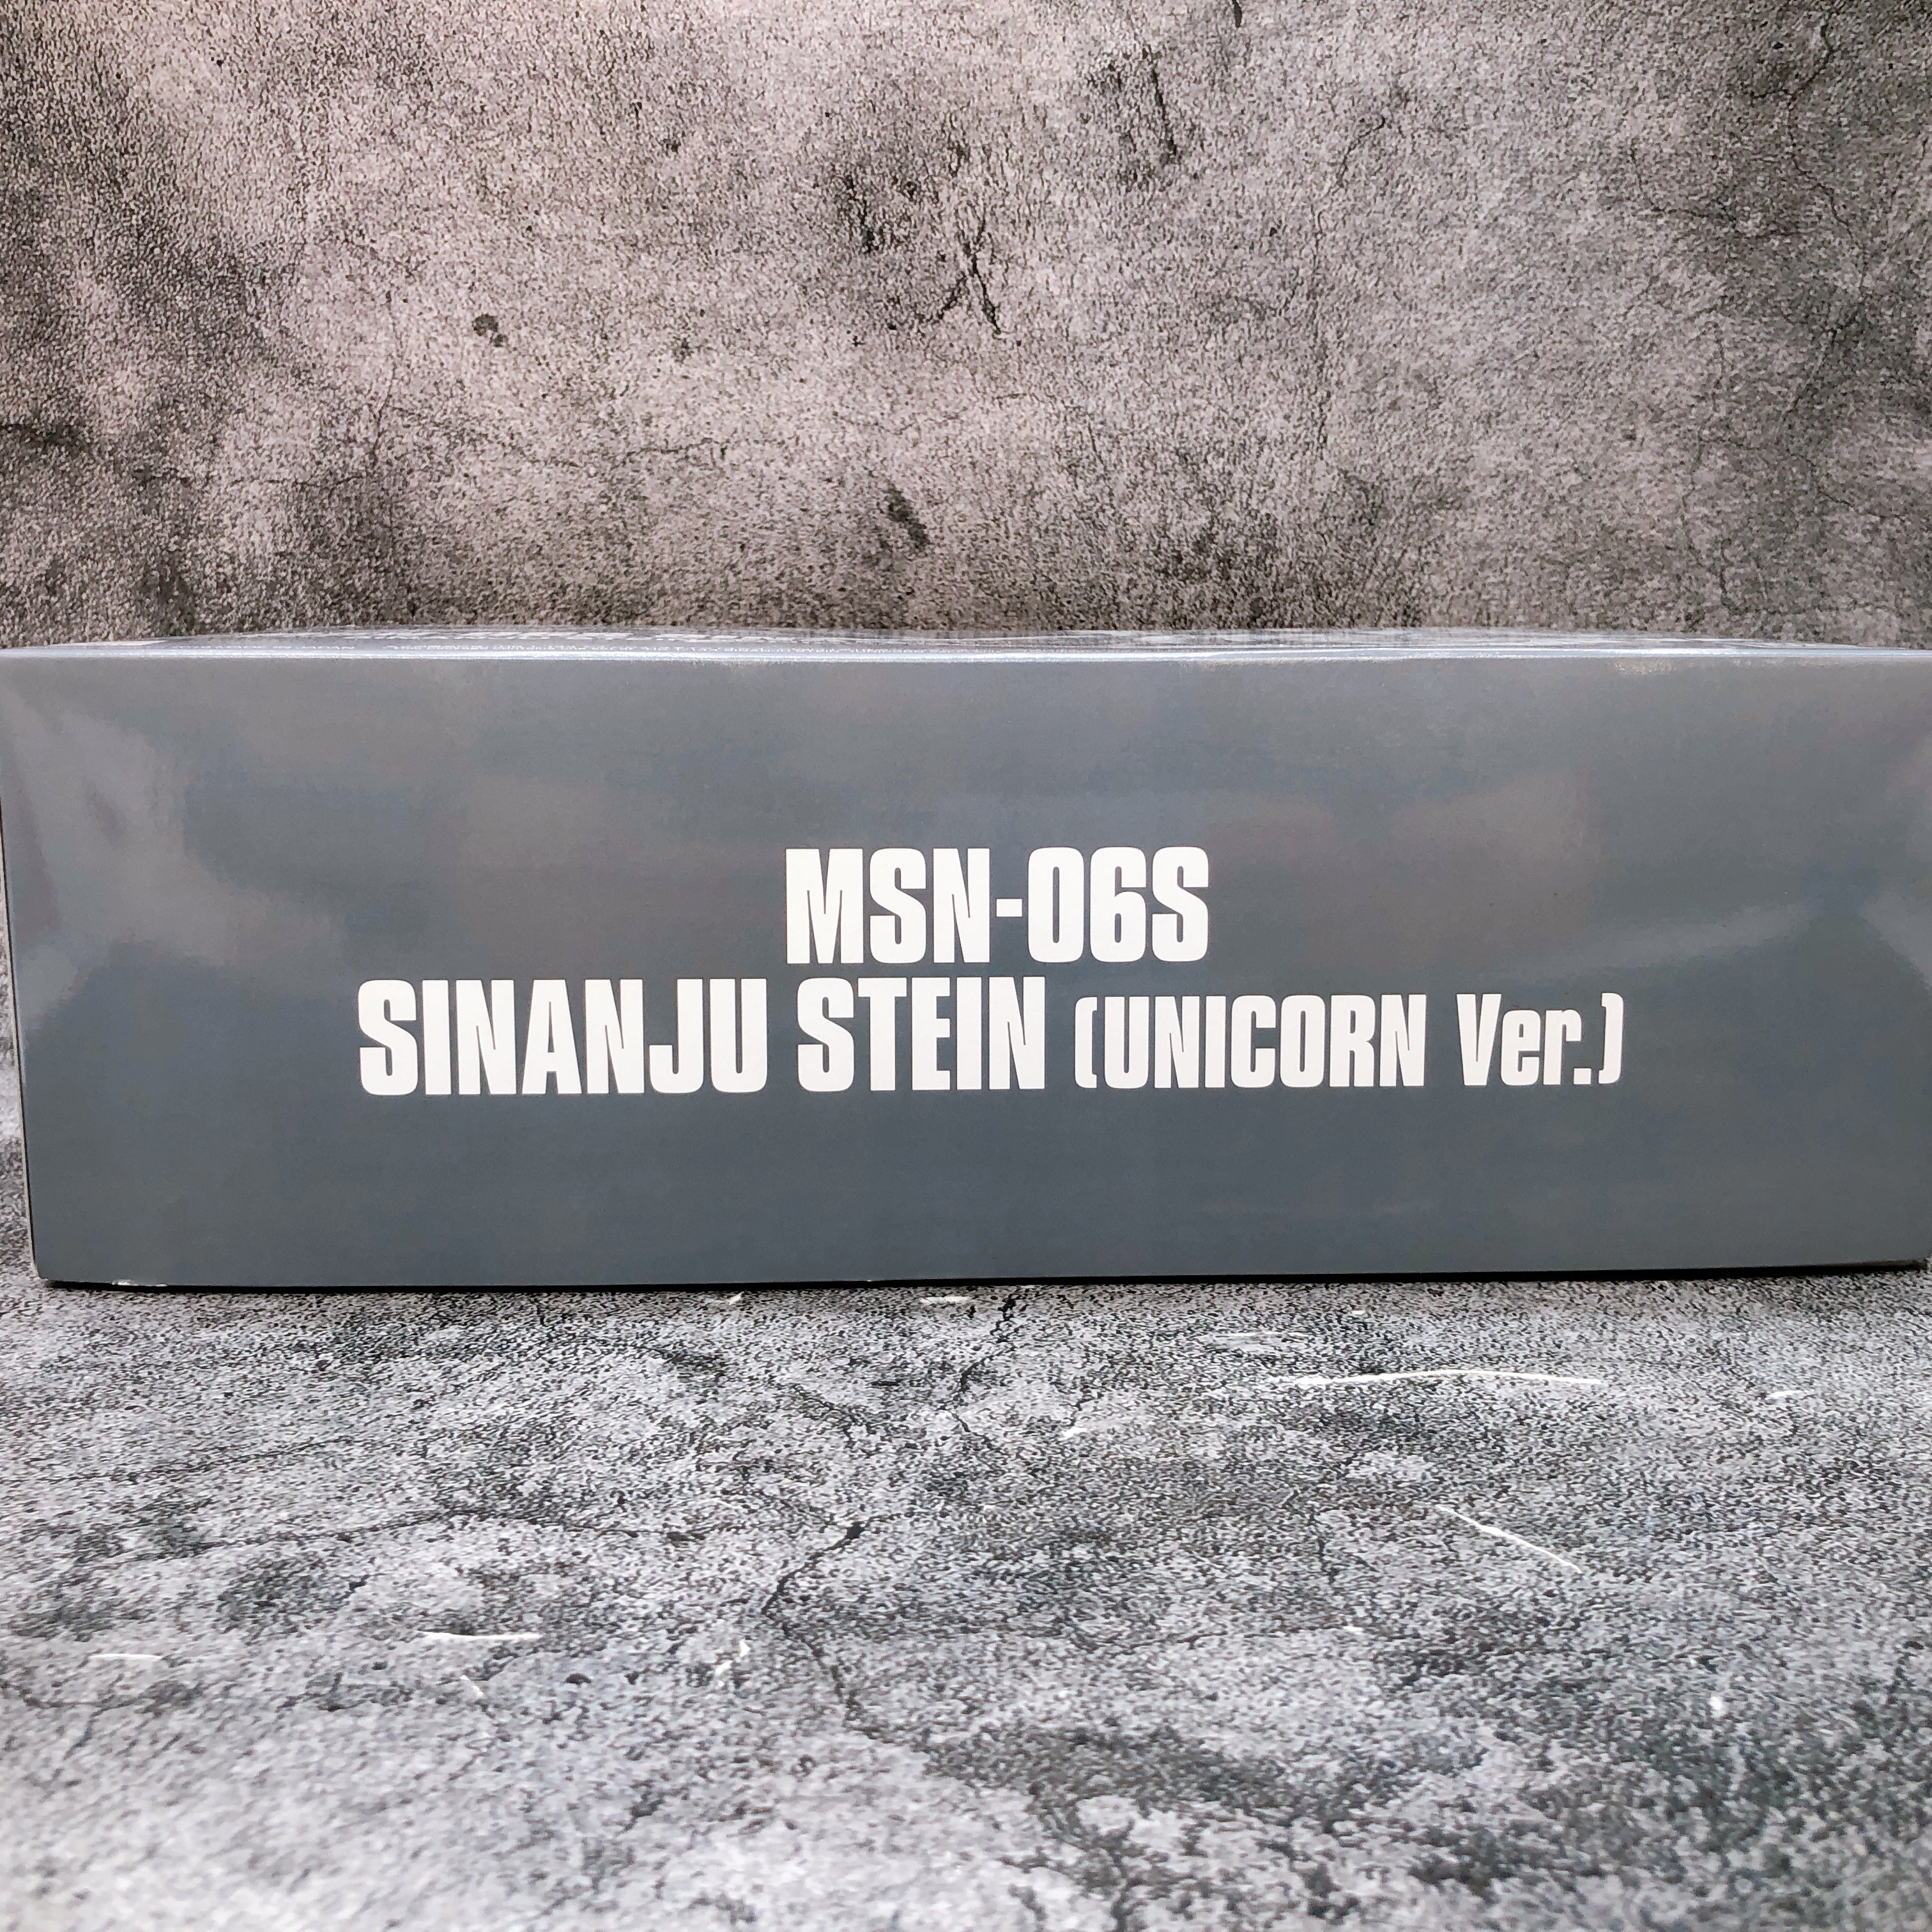 MSN-06S
SINANJU STEIN (UNICORN Ver.)